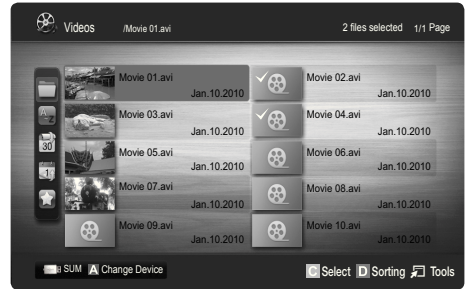 Videos /Movie 01.avi 2 files selected 1/1 Page
Movie 01.avi Movie 02.avi
Jan.10.2010 Jan.10.2010
Movie 03.avi Movie 04.avi
Jan.10.2010 Jan.10.2010
Movie 05.avi Movie 06.avi
Jan.10.2010 Jan.10.2010
Movie 07.avi Movie 08.avi
Jan.10.2010 Jan.10.2010
Movie 09.avi Movie 10.avi
Jan.10.2010 Jan.10.2010
30
1
SUM A Change Device C Select D Sorting Tools